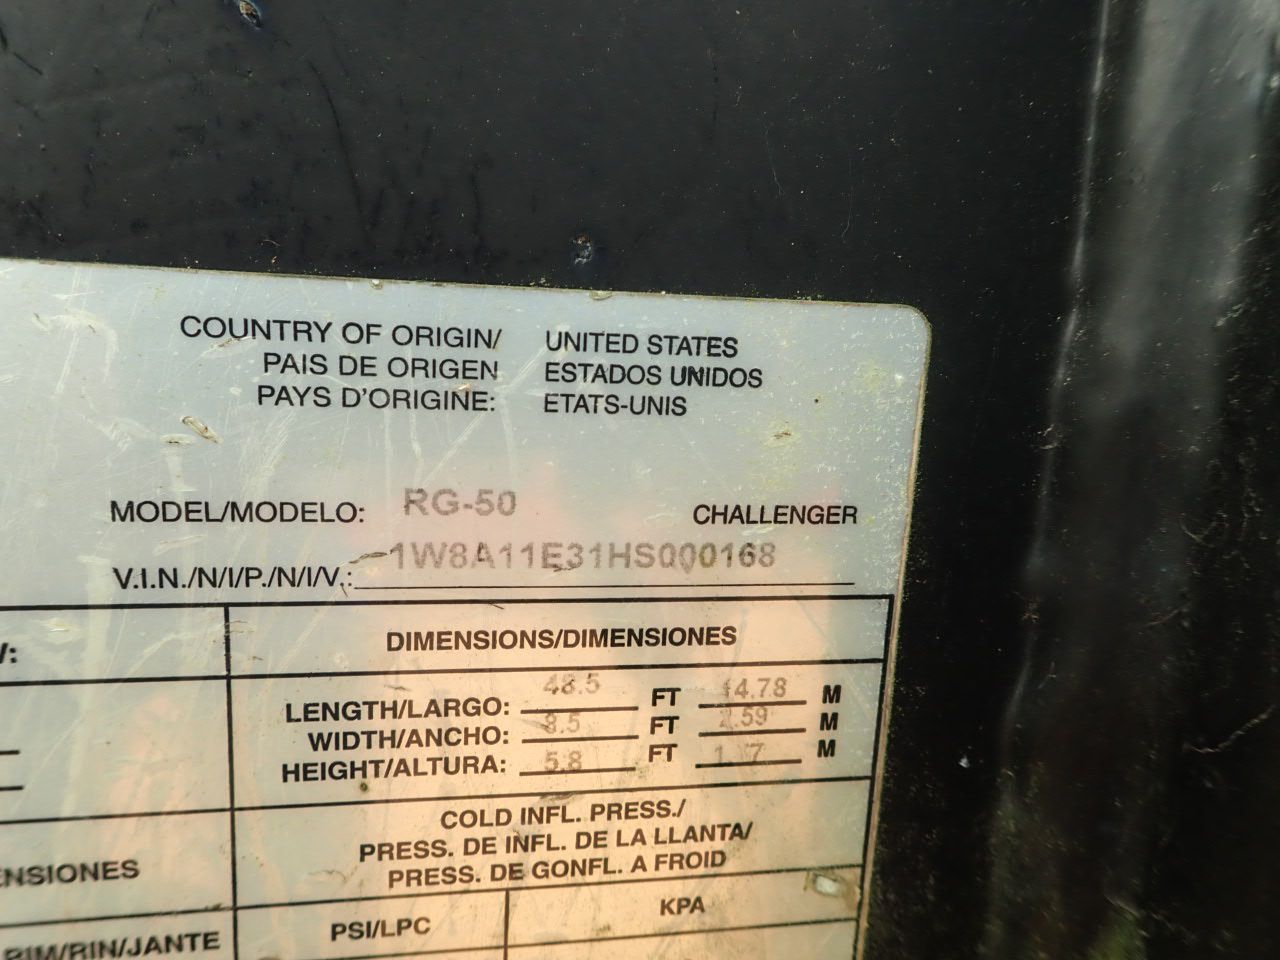 COUNTRY OF ORIGIN/ UNITED STATES
PAIS DE ORIGEN ESTADOS UNIDOS
PAYS D'ORIGINE: ETATS-UNIS
MODEL/MODELO: RG-50 CHALLENGER
V.I.N./N/I/P./N/I/V.: 1W8A11E31HS000168
DIMENSIONS/DIMENSIONES
LENGTH/LARGO: 48.5 FT 14.78 M
WIDTH/ANCHO: 8.5 FT 2.59 M
HEIGHT/ALTURA: 5.8 FT M
COLD INFL. PRESS./
PRESS. DE INFL. DE LA LLANTA/
PRESS. DE GONFL. A FROID
ENSIONES
RIM/RIN/JANTE PSI/LPC KPA